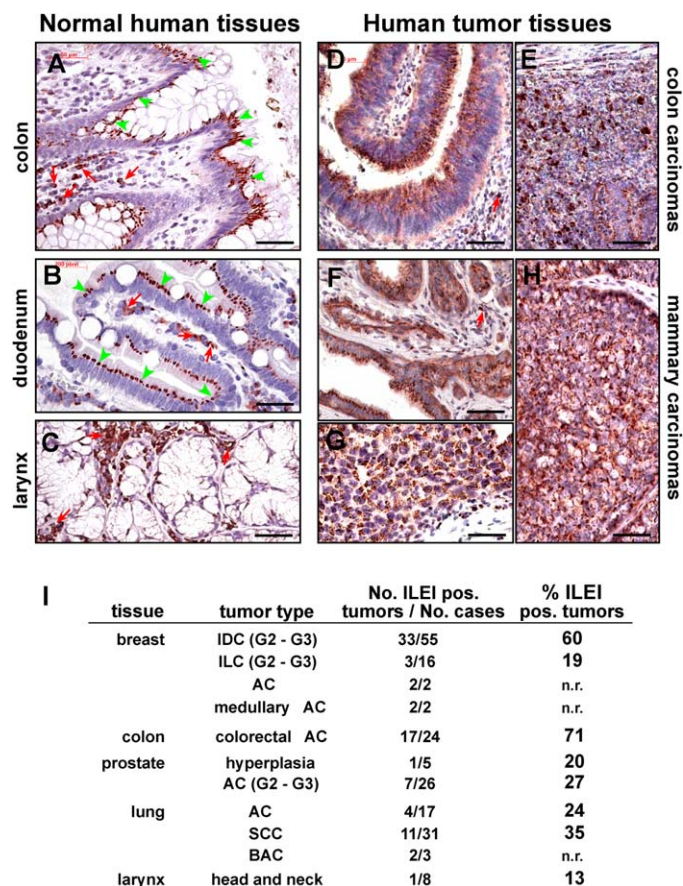 Normal human tissues
Human tumor tissues
A
D
E
colon
colon carcinomas
B
F
H
duodenum
mammary carcinomas
C
G
larynx
I
No. ILEI pos. % ILEI
tissue tumor type tumors / No. cases pos. tumors
breast IDC (G2 - G3) 33/55 60
ILC (G2 - G3) 3/16 19
AC 2/2 n.r.
medullary AC 2/2 n.r.
colon colorectal AC 17/24 71
prostate hyperplasia 1/5 20
AC (G2 - G3) 7/26 27
lung AC 4/17 24
SCC 11/31 35
BAC 2/3 n.r.
larynx head and neck 1/8 13